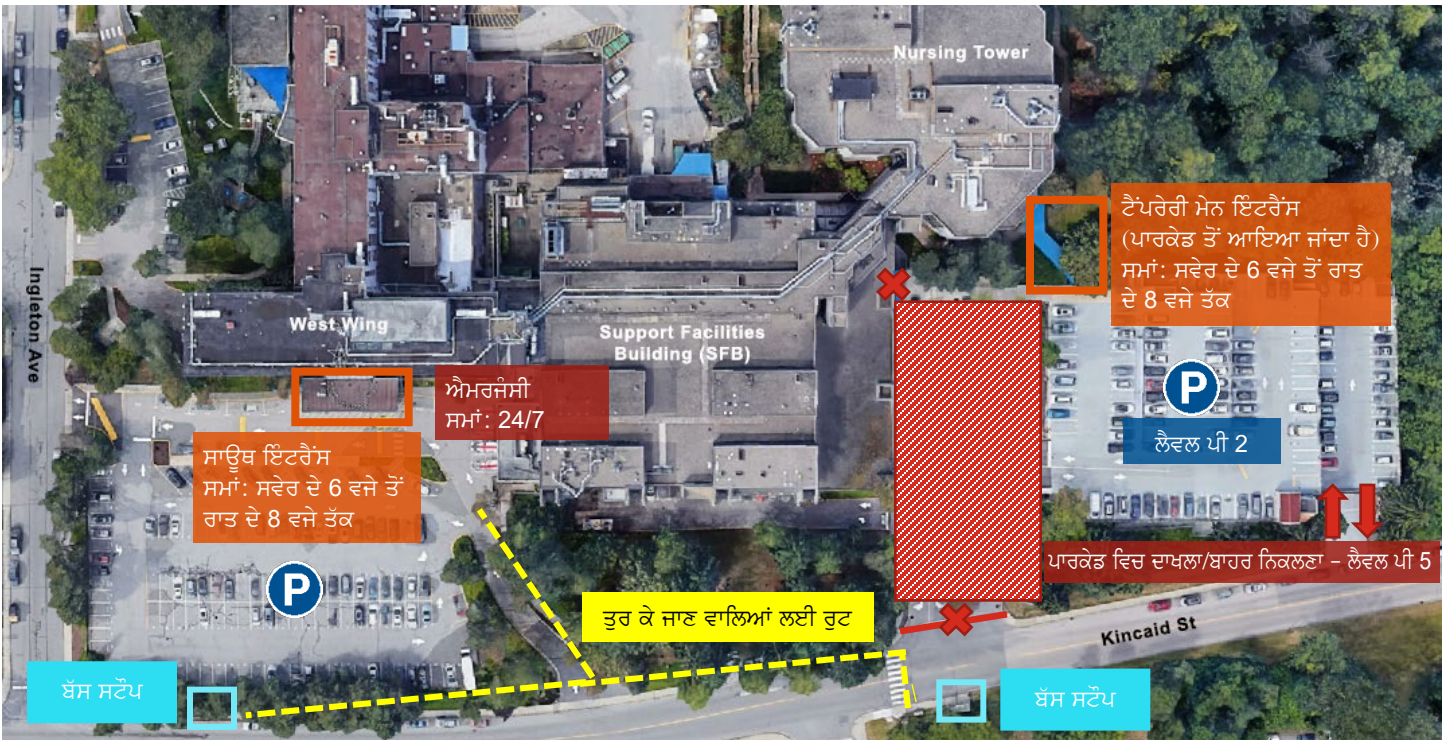 Nursing Tower
ਟੈਂਪਰੇਰੀ ਮੇਨ ਇੰਟਰੈਂਸ
(ਪਾਰਕੇਡ ਤੋਂ ਆਇਆ ਜਾਂਦਾ ਹੈ)
ਸਮਾਂ: ਸਵੇਰ ਦੇ 6 ਵਜੇ ਤੋਂ ਰਾਤ
ਦੇ 8 ਵਜੇ ਤੱਕ
Ingleton Ave
West Wing
Support Facilities
Building (SFB)
ਐਮਰਜੰਸੀ
ਸਮਾਂ: 24/7
P
ਲੈਵਲ ਪੀ 2
ਸਾਊਥ ਇੰਟਰੈਂਸ
ਸਮਾਂ: ਸਵੇਰ ਦੇ 6 ਵਜੇ ਤੋਂ
ਰਾਤ ਦੇ 8 ਵਜੇ ਤੱਕ
ਪਾਰਕੇਡ ਵਿਚ ਦਾਖਲਾ/ਬਾਹਰ ਨਿਕਲਣਾ – ਲੈਵਲ ਪੀ 5
P
ਤੁਰ ਕੇ ਜਾਣ ਵਾਲਿਆਂ ਲਈ ਰੁਟ
Kincaid St
ਬੱਸ ਸਟੌਪ
ਬੱਸ ਸਟੌਪ